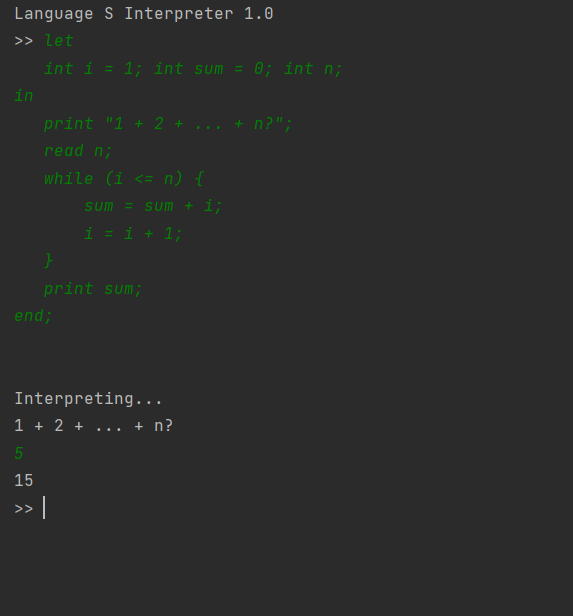 Language S Interpreter 1.0
>> let
   int i = 1; int sum = 0; int n;
in
   print "1 + 2 + ... + n?";
   read n;
   while (i <= n) {
       sum = sum + i;
       i = i + 1;
   }
   print sum;
end;
Interpreting...
1 + 2 + ... + n?
5
15
>>